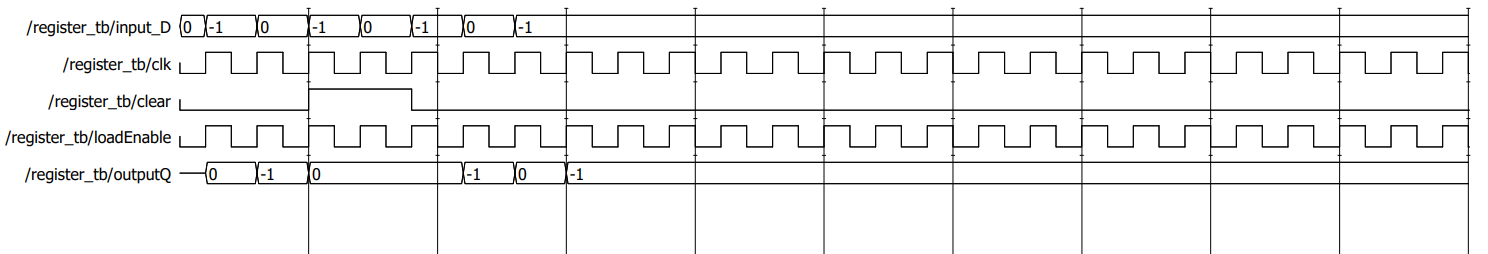 /register_tb/input_D 0 -1 0 -1 0 -1 0 -1
/register_tb/clk
/register_tb/clear
/register_tb/loadEnable
/register_tb/outputQ 0 -1 0 -1 0 -1